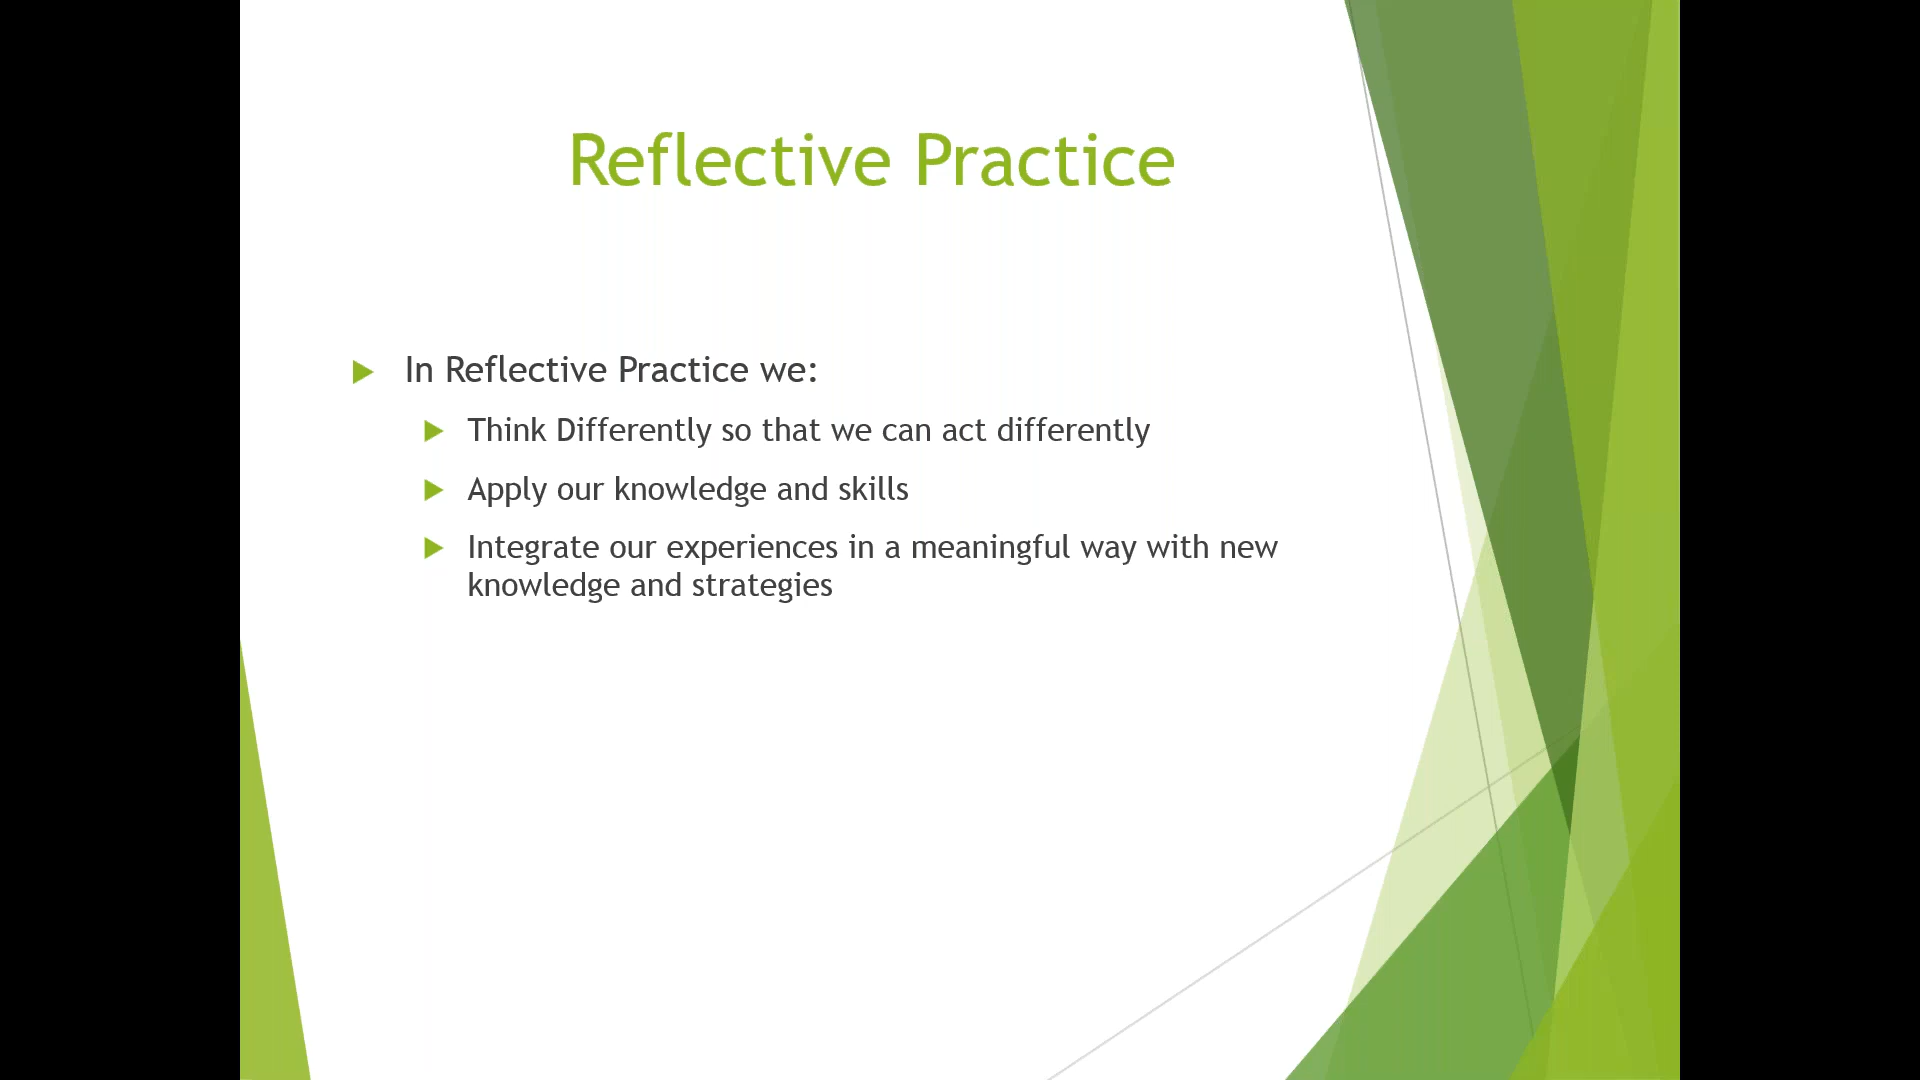 Reflective Practice
In Reflective Practice we:
Think Differently so that we can act differently
Apply our knowledge and skills
Integrate our experiences in a meaningful way with new
knowledge and strategies